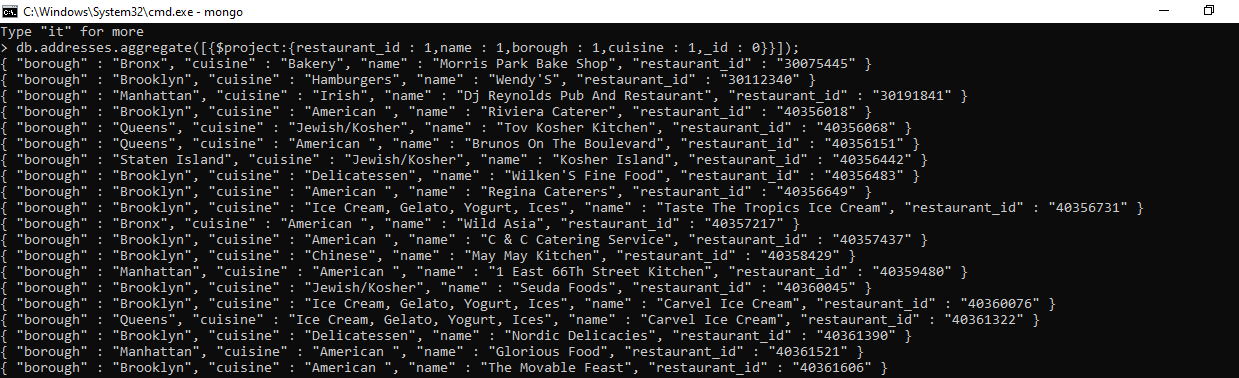 C:\Windows\System32\cmd.exe - mongo
Type "it" for more
> db.addresses.aggregate([{$project:{restaurant_id : 1,name : 1,borough : 1,cuisine : 1,_id : 0}}]);
{ "borough" : "Bronx", "cuisine" : "Bakery", "name" : "Morris Park Bake Shop", "restaurant_id" : "30075445" }
{ "borough" : "Brooklyn", "cuisine" : "Hamburgers", "name" : "Wendy'S", "restaurant_id" : "30112340" }
{ "borough" : "Manhattan", "cuisine" : "Irish", "name" : "Dj Reynolds Pub And Restaurant", "restaurant_id" : "30191841" }
{ "borough" : "Brooklyn", "cuisine" : "American ", "name" : "Riviera Caterer", "restaurant_id" : "40356018" }
{ "borough" : "Queens", "cuisine" : "Jewish/Kosher", "name" : "Tov Kosher Kitchen", "restaurant_id" : "40356068" }
{ "borough" : "Queens", "cuisine" : "American ", "name" : "Brunos On The Boulevard", "restaurant_id" : "40356151" }
{ "borough" : "Staten Island", "cuisine" : "Jewish/Kosher", "name" : "Kosher Island", "restaurant_id" : "40356442" }
{ "borough" : "Brooklyn", "cuisine" : "Delicatessen", "name" : "Wilken'S Fine Food", "restaurant_id" : "40356483" }
{ "borough" : "Brooklyn", "cuisine" : "American ", "name" : "Regina Caterers", "restaurant_id" : "40356649" }
{ "borough" : "Brooklyn", "cuisine" : "Ice Cream, Gelato, Yogurt, Ices", "name" : "Taste The Tropics Ice Cream", "restaurant_id" : "40356731" }
{ "borough" : "Bronx", "cuisine" : "American ", "name" : "Wild Asia", "restaurant_id" : "40357217" }
{ "borough" : "Brooklyn", "cuisine" : "American ", "name" : "C & C Catering Service", "restaurant_id" : "40357437" }
{ "borough" : "Brooklyn", "cuisine" : "Chinese", "name" : "May May Kitchen", "restaurant_id" : "40358429" }
{ "borough" : "Manhattan", "cuisine" : "American ", "name" : "1 East 66Th Street Kitchen", "restaurant_id" : "40359480" }
{ "borough" : "Brooklyn", "cuisine" : "Jewish/Kosher", "name" : "Seuda Foods", "restaurant_id" : "40360045" }
{ "borough" : "Brooklyn", "cuisine" : "Ice Cream, Gelato, Yogurt, Ices", "name" : "Carvel Ice Cream", "restaurant_id" : "40360076" }
{ "borough" : "Queens", "cuisine" : "Ice Cream, Gelato, Yogurt, Ices", "name" : "Carvel Ice Cream", "restaurant_id" : "40361322" }
{ "borough" : "Brooklyn", "cuisine" : "Delicatessen", "name" : "Nordic Delicacies", "restaurant_id" : "40361390" }
{ "borough" : "Manhattan", "cuisine" : "American ", "name" : "Glorious Food", "restaurant_id" : "40361521" }
{ "borough" : "Brooklyn", "cuisine" : "American ", "name" : "The Movable Feast", "restaurant_id" : "40361606" }